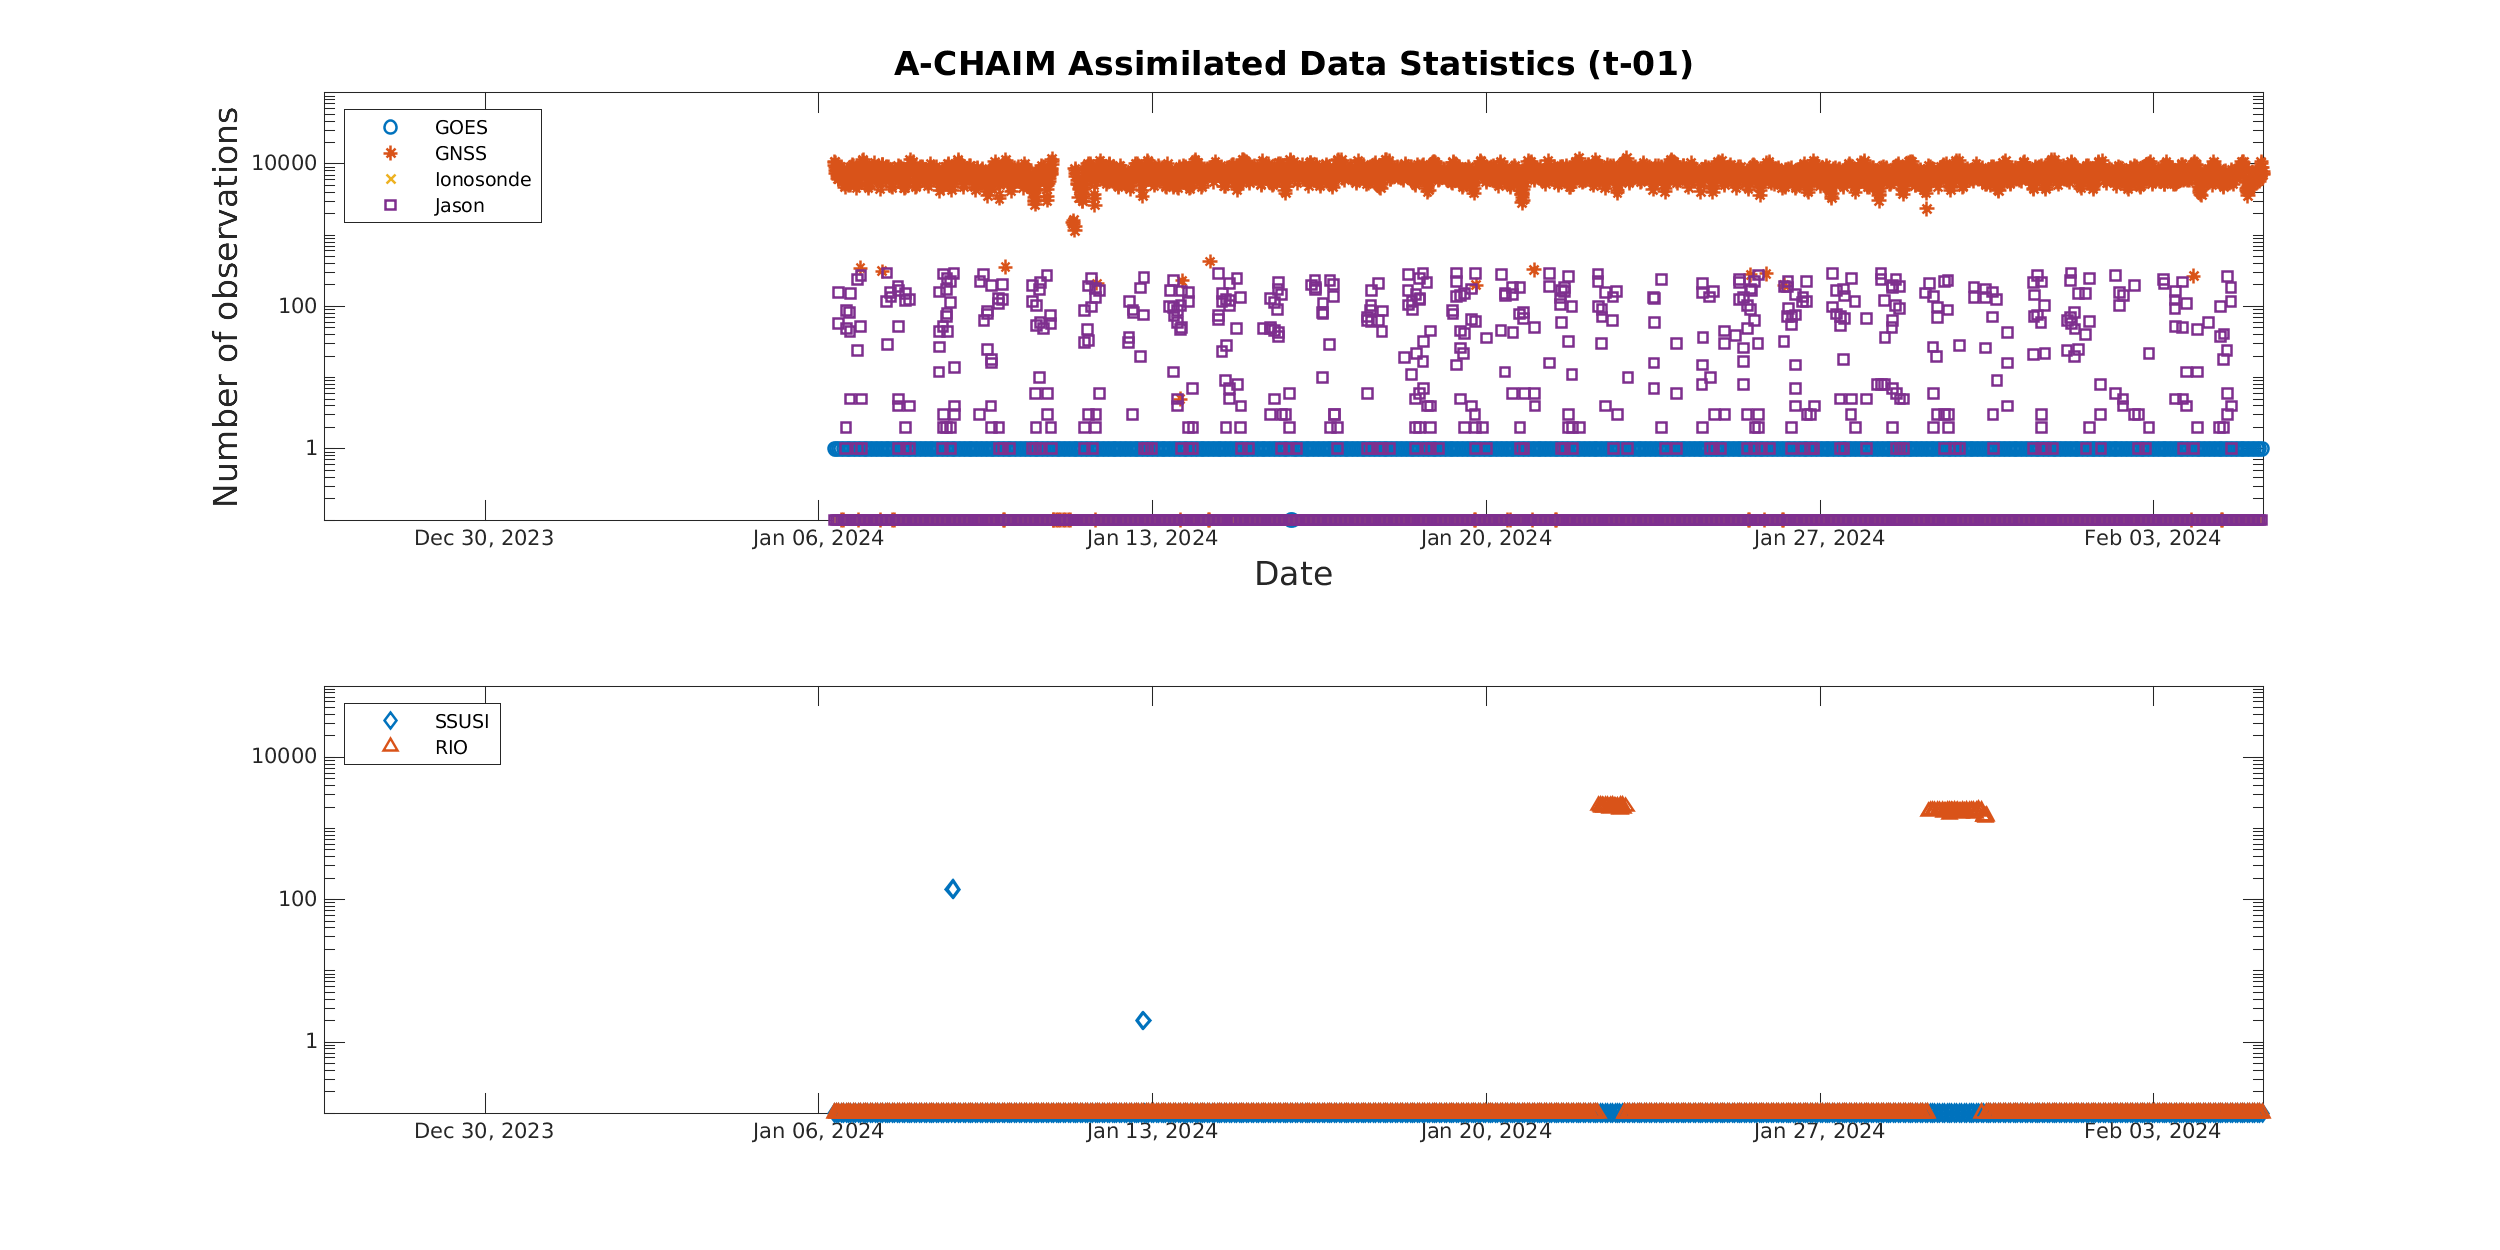 A-CHAIM Assimilated Data Statistics (t-01)
Number of observations
10000
100
1
GOES
GNSS
Ionosonde
Jason
Dec 30, 2023
Jan 06, 2024
Jan 13, 2024
Jan 20, 2024
Jan 27, 2024
Feb 03, 2024
Date
10000
100
1
SSUSI
RIO
Dec 30, 2023
Jan 06, 2024
Jan 13, 2024
Jan 20, 2024
Jan 27, 2024
Feb 03, 2024